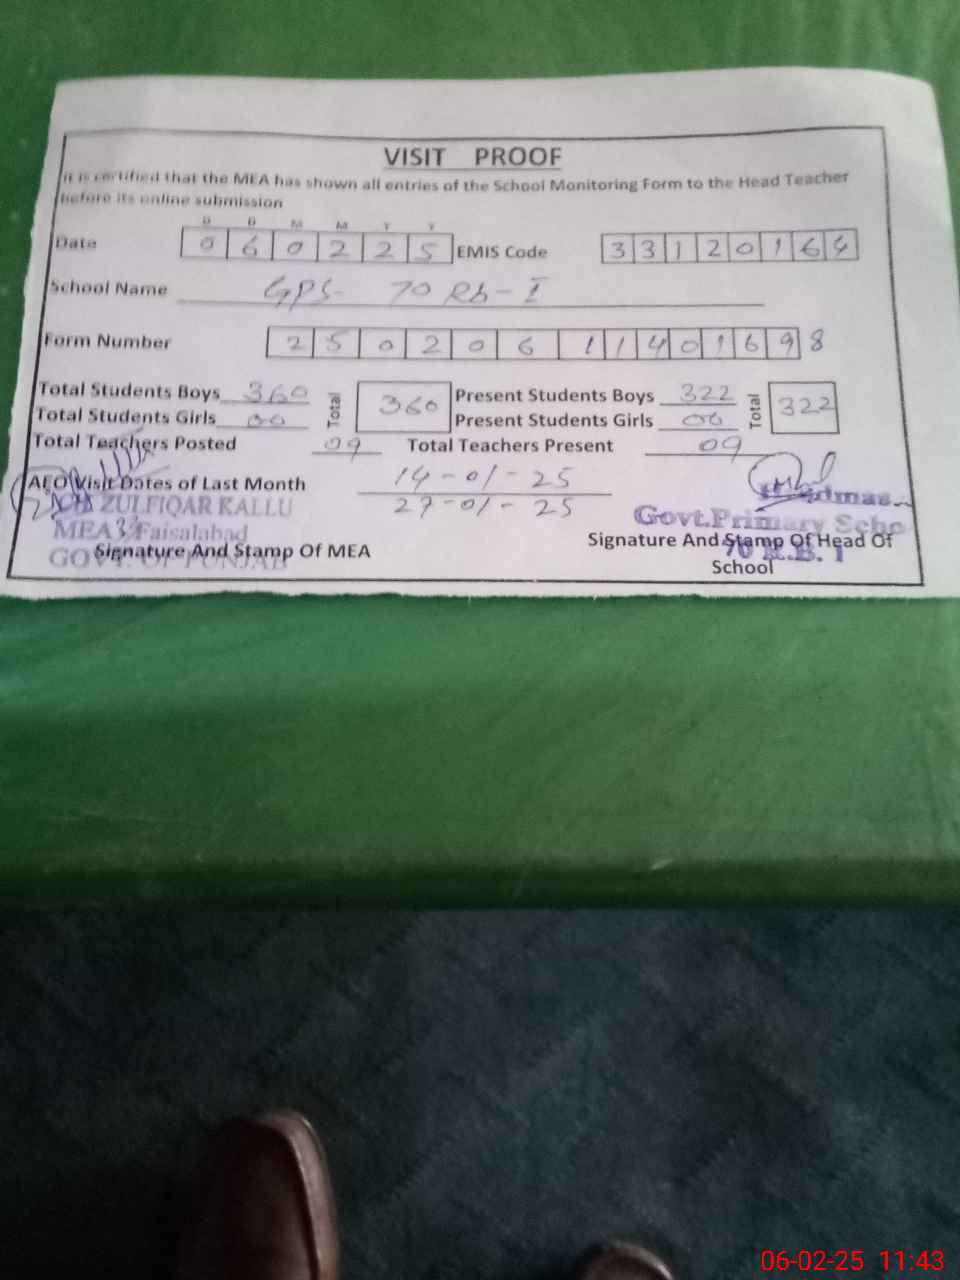 VISIT PROOF
It is certified that the MEA has shown all entries of the School Monitoring Form to the Head Teacher
before its online submission
D D M M Y Y
Date 0 6 0 2 2 5 EMIS Code 3 3 1 2 0 1 6 4
School Name GPS- 70 Rb-I
Form Number 2 5 0 2 0 6 1 1 4 0 1 6 9 8
Total Students Boys 360 Total 360 Present Students Boys 322 Total 322
Total Students Girls 00 Present Students Girls 00
Total Teachers Posted 09 Total Teachers Present 09
AEO Visit Dates of Last Month 14-01-25
27-01-25
CH ZULFIQAR KALLU
MEA Faisalabad
GOVT. OF PUNJAB
Signature And Stamp Of MEA
Govt.Primary Scho
70 R.B. 1
Signature And Stamp Of Head Of
School
06-02-25 11:43